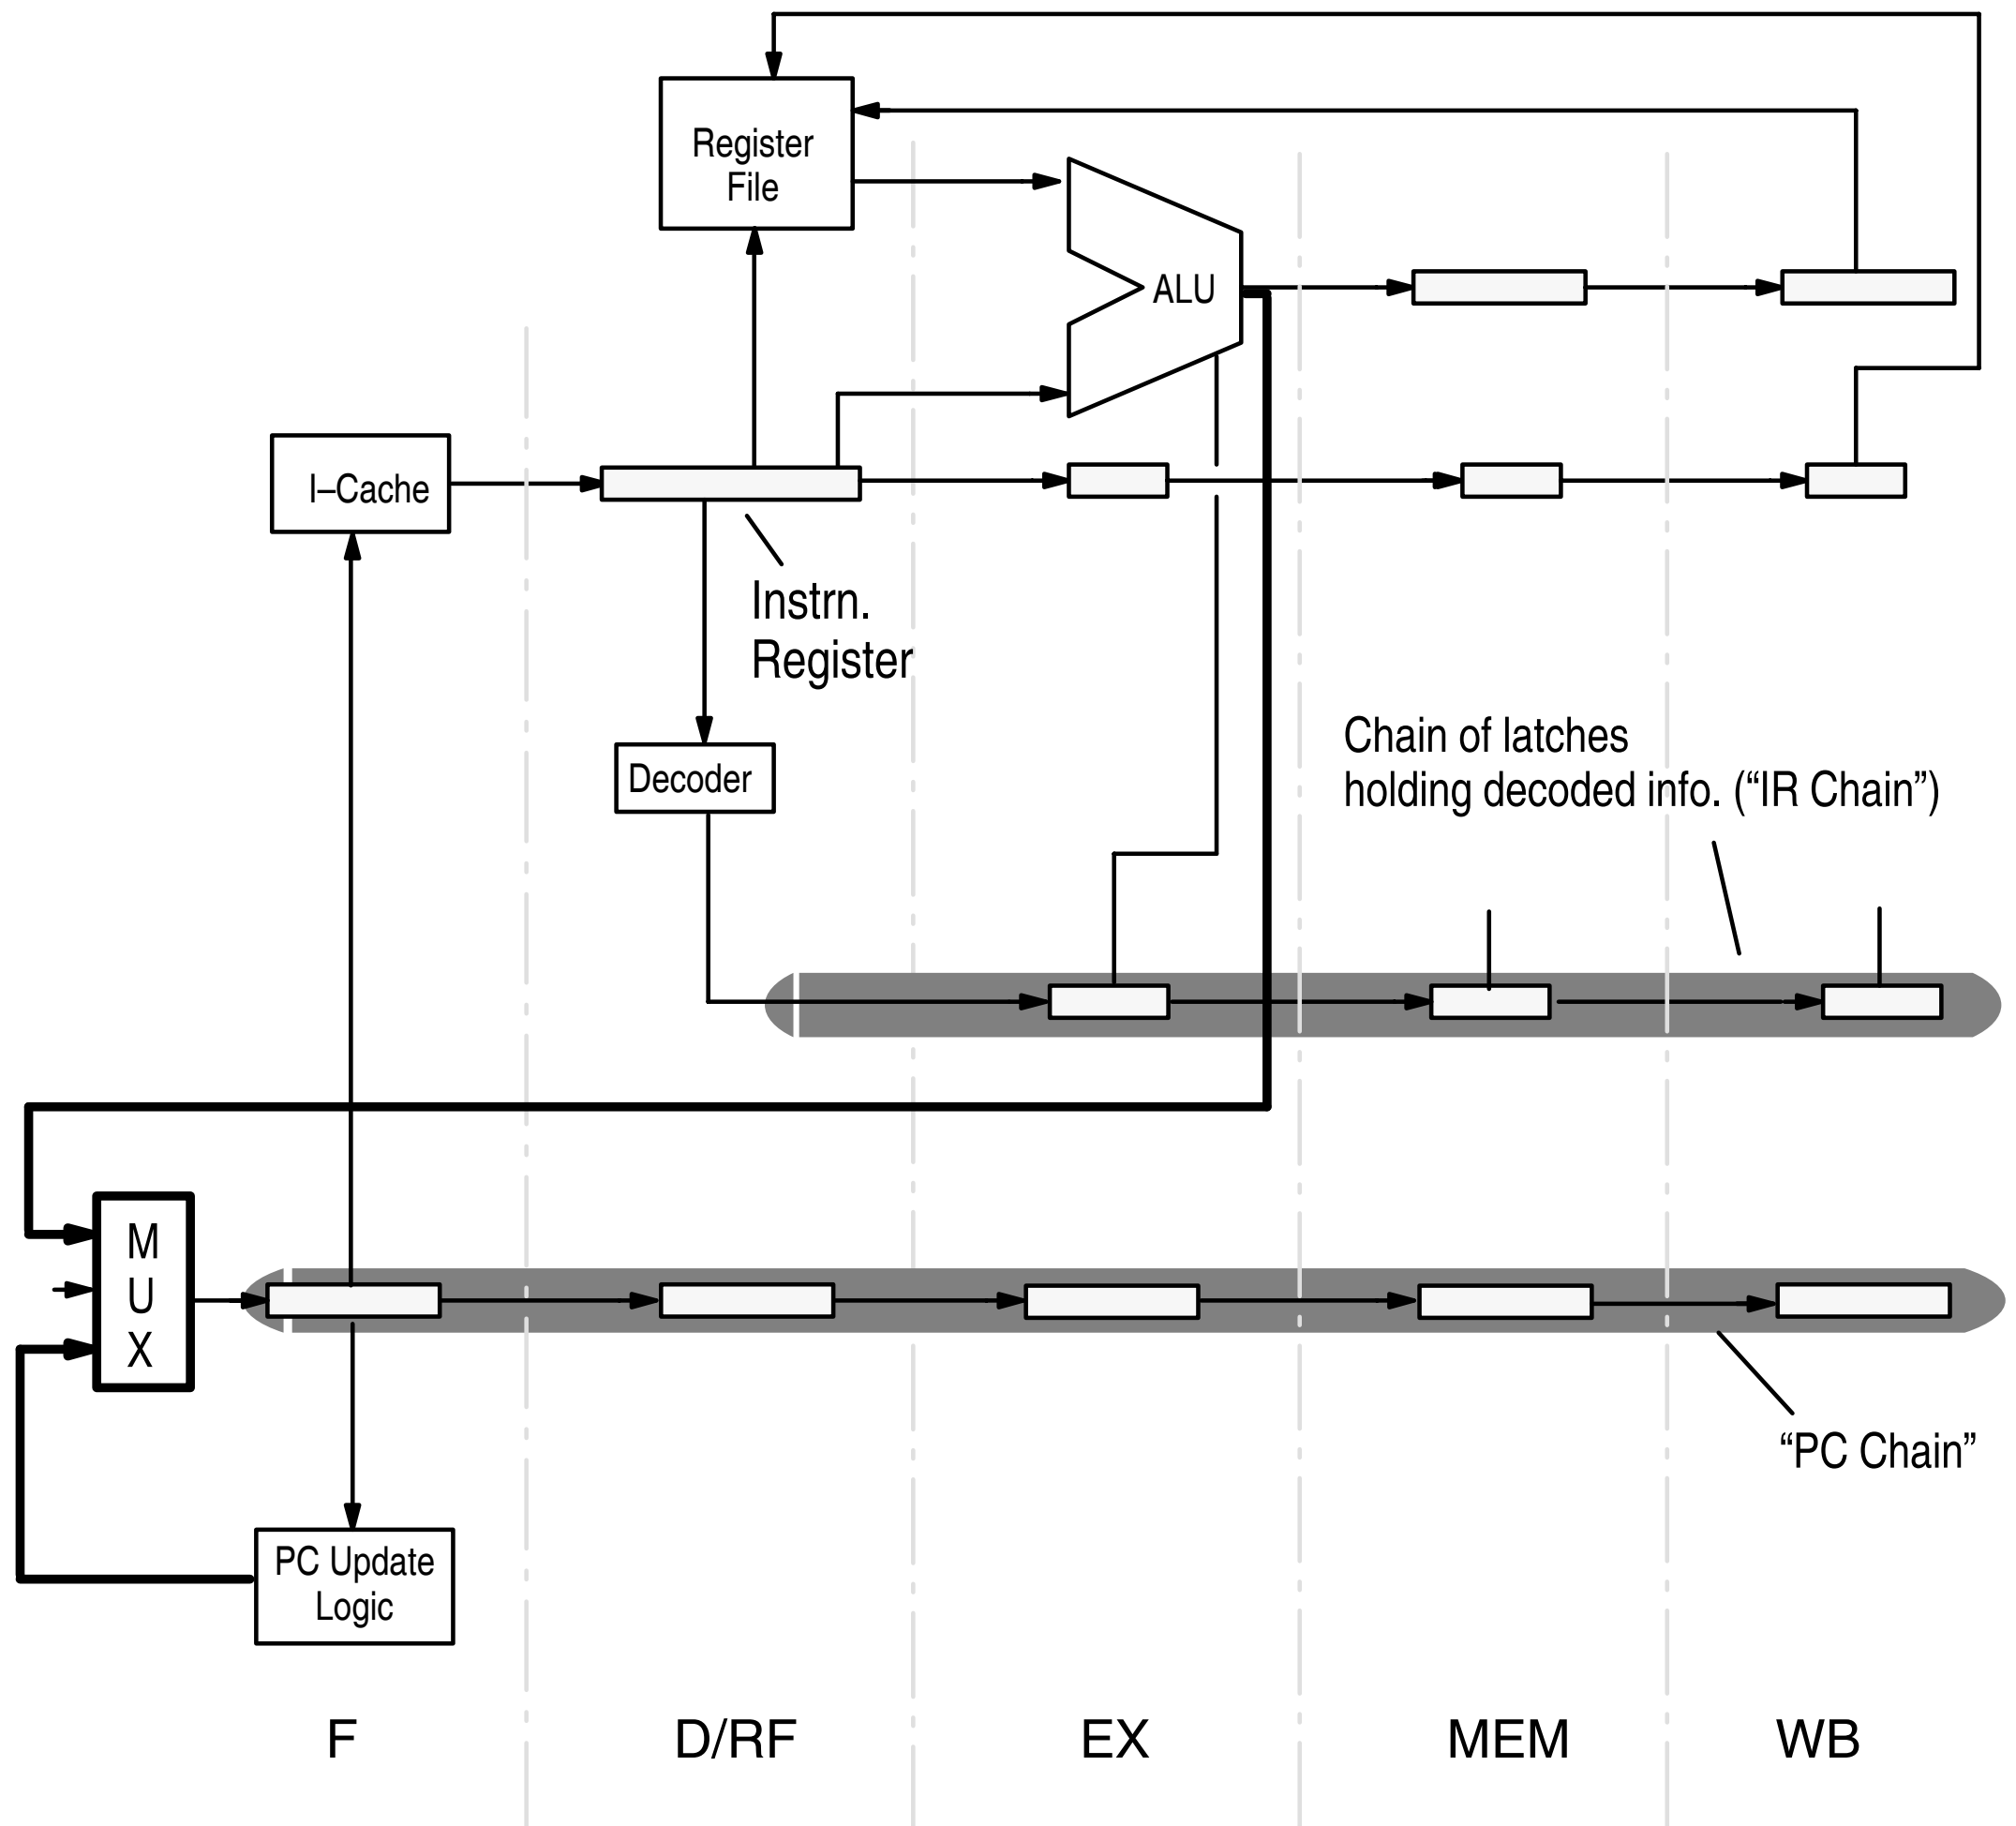 Register
File
ALU
I–Cache
Instrn.
Register
Decoder
Chain of latches
holding decoded info. (“IR Chain”)
M
U
X
“PC Chain”
PC Update
Logic
F
D/RF
EX
MEM
WB